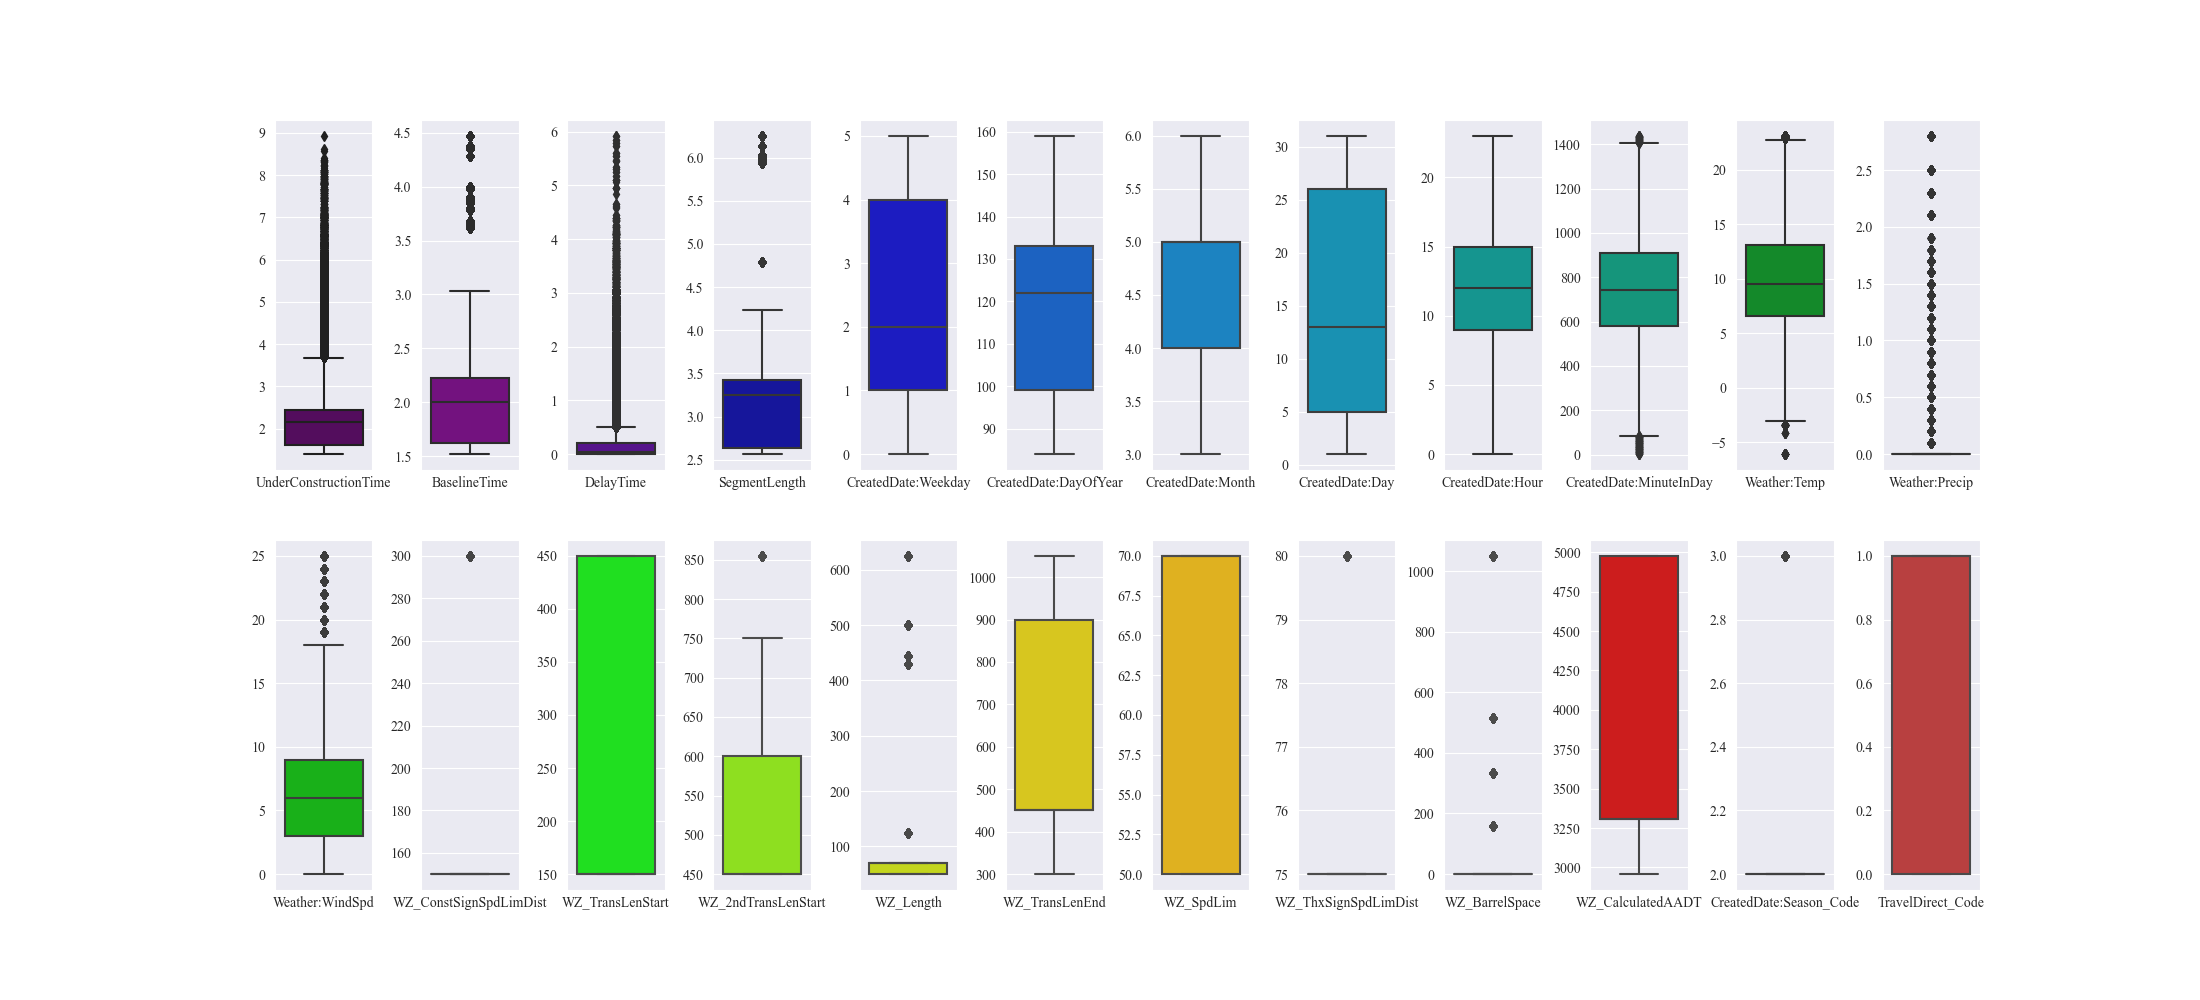 9 8 7 6 5 4 3 2
UnderConstructionTime
4.5 4.0 3.5 3.0 2.5 2.0 1.5
BaselineTime
6 5 4 3 2 1 0
DelayTime
6.0 5.5 5.0 4.5 4.0 3.5 3.0 2.5
SegmentLength
5 4 3 2 1 0
CreatedDate:Weekday
160 150 140 130 120 110 100 90
CreatedDate:DayOfYear
6.0 5.5 5.0 4.5 4.0 3.5 3.0
CreatedDate:Month
30 25 20 15 10 5 0
CreatedDate:Day
20 15 10 5 0
CreatedDate:Hour
1400 1200 1000 800 600 400 200 0
CreatedDate:MinuteInDay
20 15 10 5 0 −5
Weather:Temp
2.5 2.0 1.5 1.0 0.5 0.0
Weather:Precip
25 20 15 10 5 0
Weather:WindSpd
300 280 260 240 220 200 180 160
WZ_ConstSignSpdLimDist
450 400 350 300 250 200 150
WZ_TransLenStart
850 800 750 700 650 600 550 500 450
WZ_2ndTransLenStart
600 500 400 300 200 100
WZ_Length
1000 900 800 700 600 500 400 300
WZ_TransLenEnd
70.0 67.5 65.0 62.5 60.0 57.5 55.0 52.5 50.0
WZ_SpdLim
80 79 78 77 76 75
WZ_ThxSignSpdLimDist
1000 800 600 400 200 0
WZ_BarrelSpace
5000 4750 4500 4250 4000 3750 3500 3250 3000
WZ_CalculatedAADT
3.0 2.8 2.6 2.4 2.2 2.0
CreatedDate:Season_Code
1.0 0.8 0.6 0.4 0.2 0.0
TravelDirect_Code